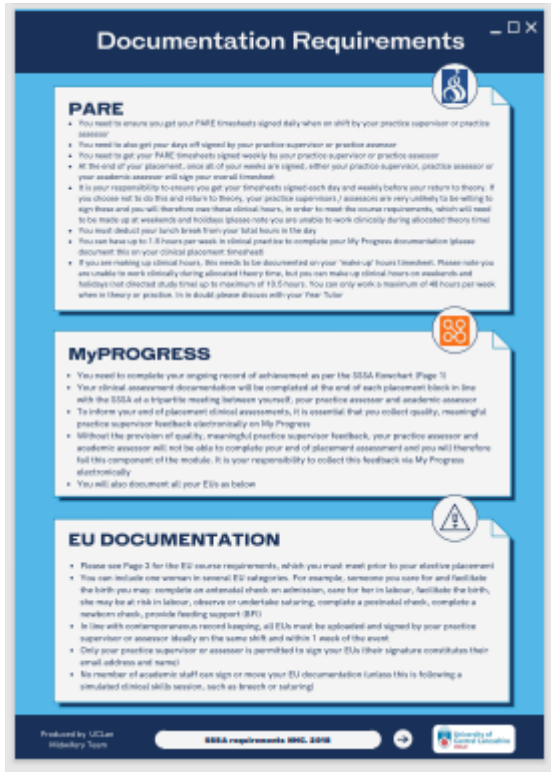 Documentation Requirements
PARE
You need to ensure you get your PARE timesheets signed daily when on shift by your practice supervisor or practice
assessor
You need to also get your days off signed by your practice supervisor or practice assessor
You need to get your PARE timesheets signed weekly by your practice supervisor or practice assessor
At the end of your placement, once all of your weeks are signed, either your practice supervisor, practice assessor or
your academic assessor will sign your overall timesheet
It is your responsibility to ensure you get your timesheets signed each day and weekly before your return to theory. If
you choose not to do this and return to theory, your practice supervisors / assessors are very unlikely to be willing to
sign these and you will therefore owe these clinical hours, in order to meet the course requirements, which will need
to be made up at weekends and holidays (please note you are unable to work clinically during allocated theory time)
You must deduct your lunch break from your total hours in the day
You can have up to 1.5 hours per week in clinical practice to complete your My Progress documentation (please
document this on your clinical placement timesheet)
If you are making up clinical hours, this needs to be documented on your 'make up' hours timesheet. Please note you
are unable to work clinically during allocated theory time, but you can make up clinical hours on weekends and
holidays (not directed study time) up to maximum of 10.5 hours. You can only work a maximum of 48 hours per week
when in theory or practice. In in doubt please discuss with your Year Tutor
MyPROGRESS
You need to complete your ongoing record of achievement as per the SSSA flowchart (Page 1)
Your clinical assessment documentation will be completed at the end of each placement block in line
with the SSSA at a tripartite meeting between yourself, your practice assessor and academic assessor
To inform your end of placement clinical assessments, it is essential that you collect quality, meaningful
practice supervisor feedback electronically on My Progress
Without the provision of quality, meaningful practice supervisor feedback, your practice assessor and
academic assessor will not be able to complete your end of placement assessment and you will therefore
fail this component of the module. It is your responsibility to collect this feedback via My Progress
electronically
You will also document all your EUs as below
EU DOCUMENTATION
Please see Page 3 for the EU course requirements, which you must meet prior to your elective placement
You can include one woman in several EU categories. For example, someone you care for and facilitate
the birth you may: complete an antenatal check on admission, care for her in labour, facilitate the birth,
she may be at risk in labour, observe or undertake suturing, complete a postnatal check, complete a
newborn check, provide feeding support (BFI)
In line with contemporaneous record keeping, all EUs must be uploaded and signed by your practice
supervisor or assessor ideally on the same shift and within 1 week of the event
Only your practice supervisor or assessor is permitted to sign your EUs (their signature constitutes their
email address and name)
No member of academic staff can sign or move your EU documentation (unless this is following a
simulated clinical skills session, such as breech or suturing)
Produced by UCLan
Midwifery Team
SSSA requirements NMC, 2018
University of
Central Lancashire
UCLan